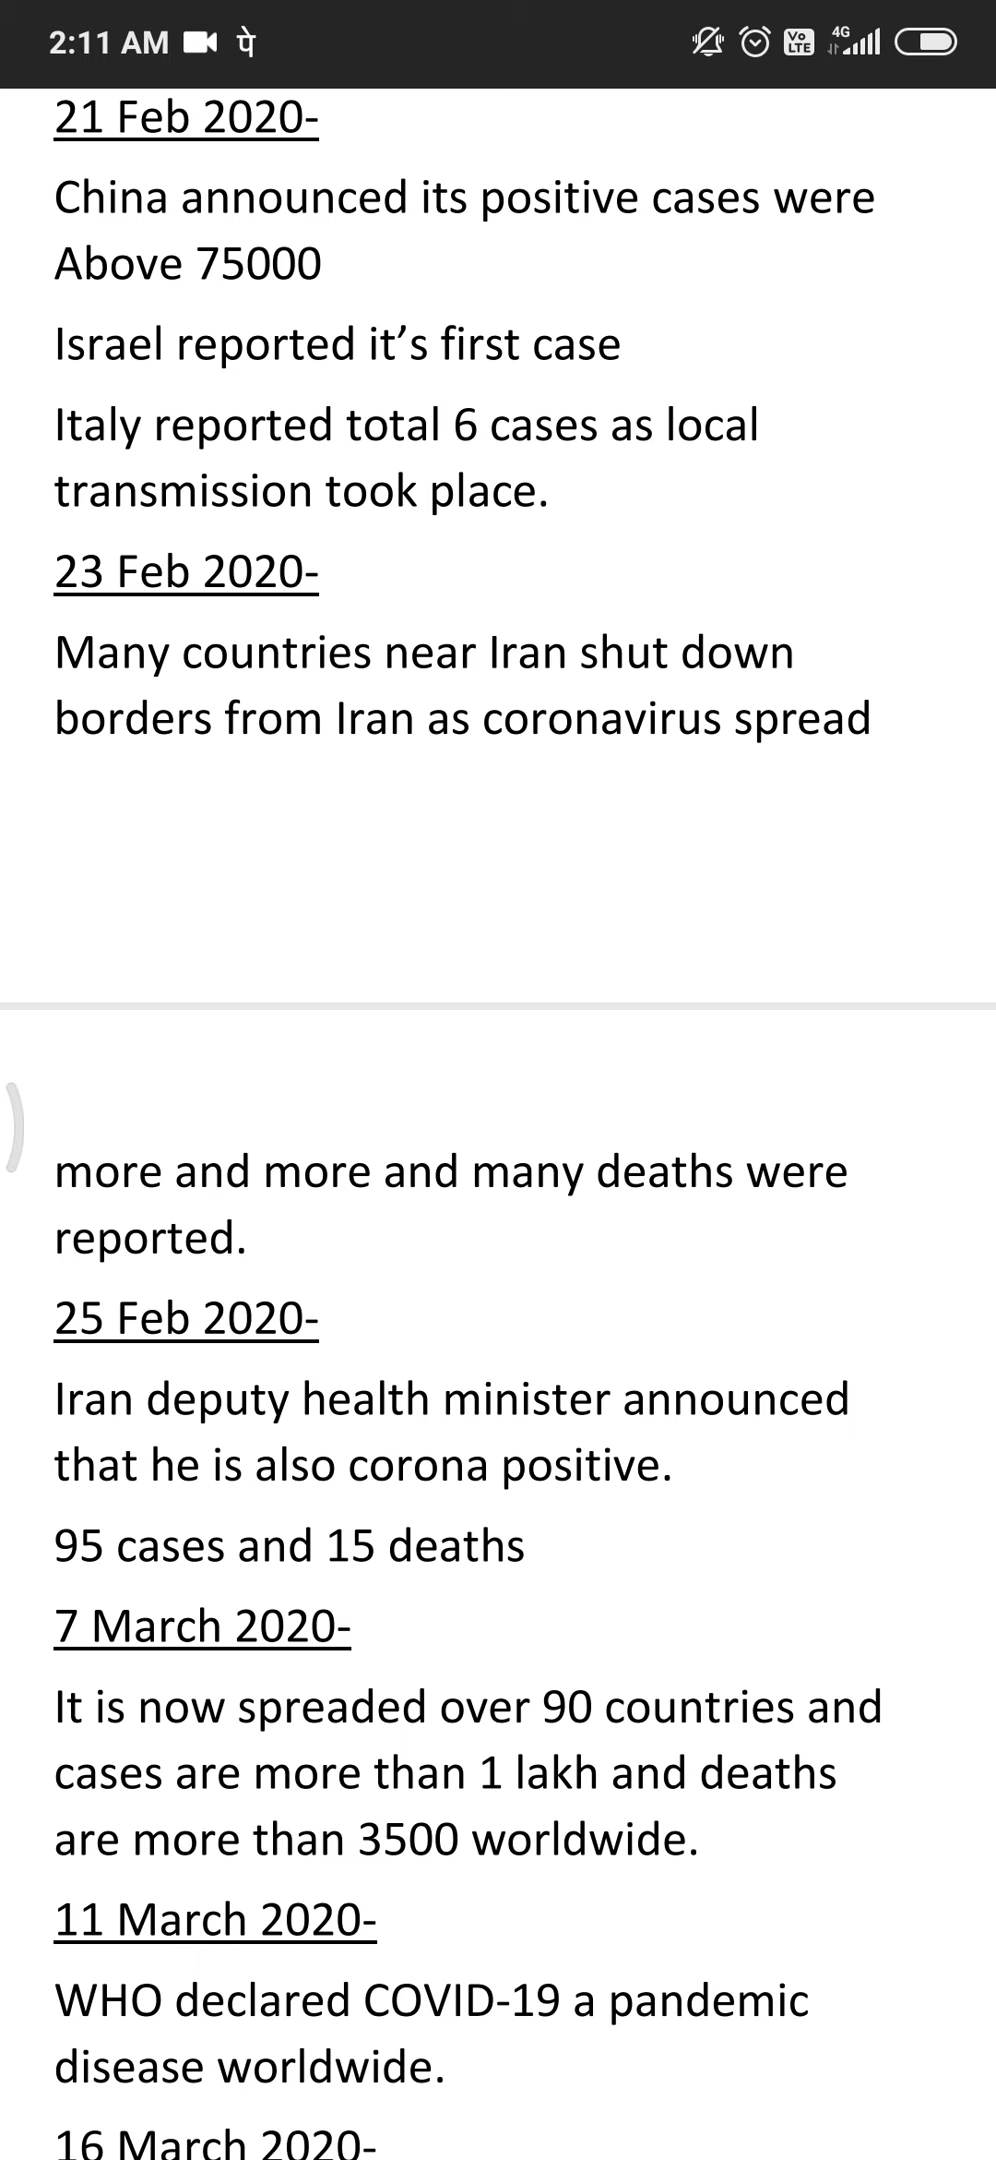 2:11 AM पे Vo LTE 4G
21 Feb 2020-
China announced its positive cases were
Above 75000
Israel reported it’s first case
Italy reported total 6 cases as local
transmission took place.
23 Feb 2020-
Many countries near Iran shut down
borders from Iran as coronavirus spread
more and more and many deaths were
reported.
25 Feb 2020-
Iran deputy health minister announced
that he is also corona positive.
95 cases and 15 deaths
7 March 2020-
It is now spreaded over 90 countries and
cases are more than 1 lakh and deaths
are more than 3500 worldwide.
11 March 2020-
WHO declared COVID-19 a pandemic
disease worldwide.
16 March 2020-